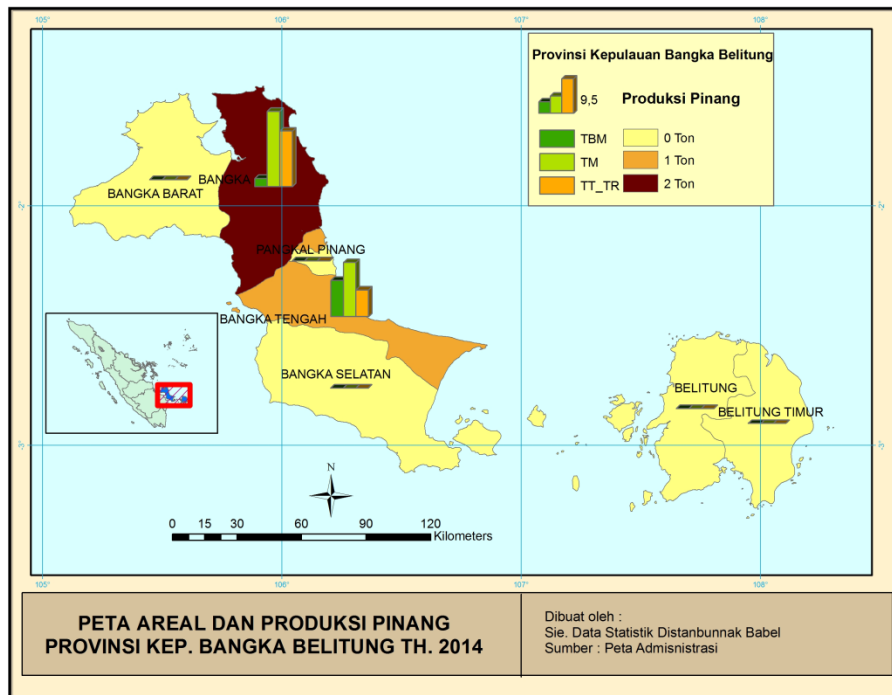 105°
106°
107°
108°
Provinsi Kepulauan Bangka Belitung
9,5
Produksi Pinang
TBM
TM
TT_TR
0 Ton
1 Ton
2 Ton
BANGKA
BANGKA BARAT
PANGKAL PINANG
BANGKA TENGAH
BANGKA SELATAN
BELITUNG
BELITUNG TIMUR
N
0 15 30 60 90 120
Kilometers
105°
106°
107°
108°
PETA AREAL DAN PRODUKSI PINANG
PROVINSI KEP. BANGKA BELITUNG TH. 2014
Dibuat oleh :
Sie. Data Statistik Distanbunnak Babel
Sumber : Peta Admisnistrasi